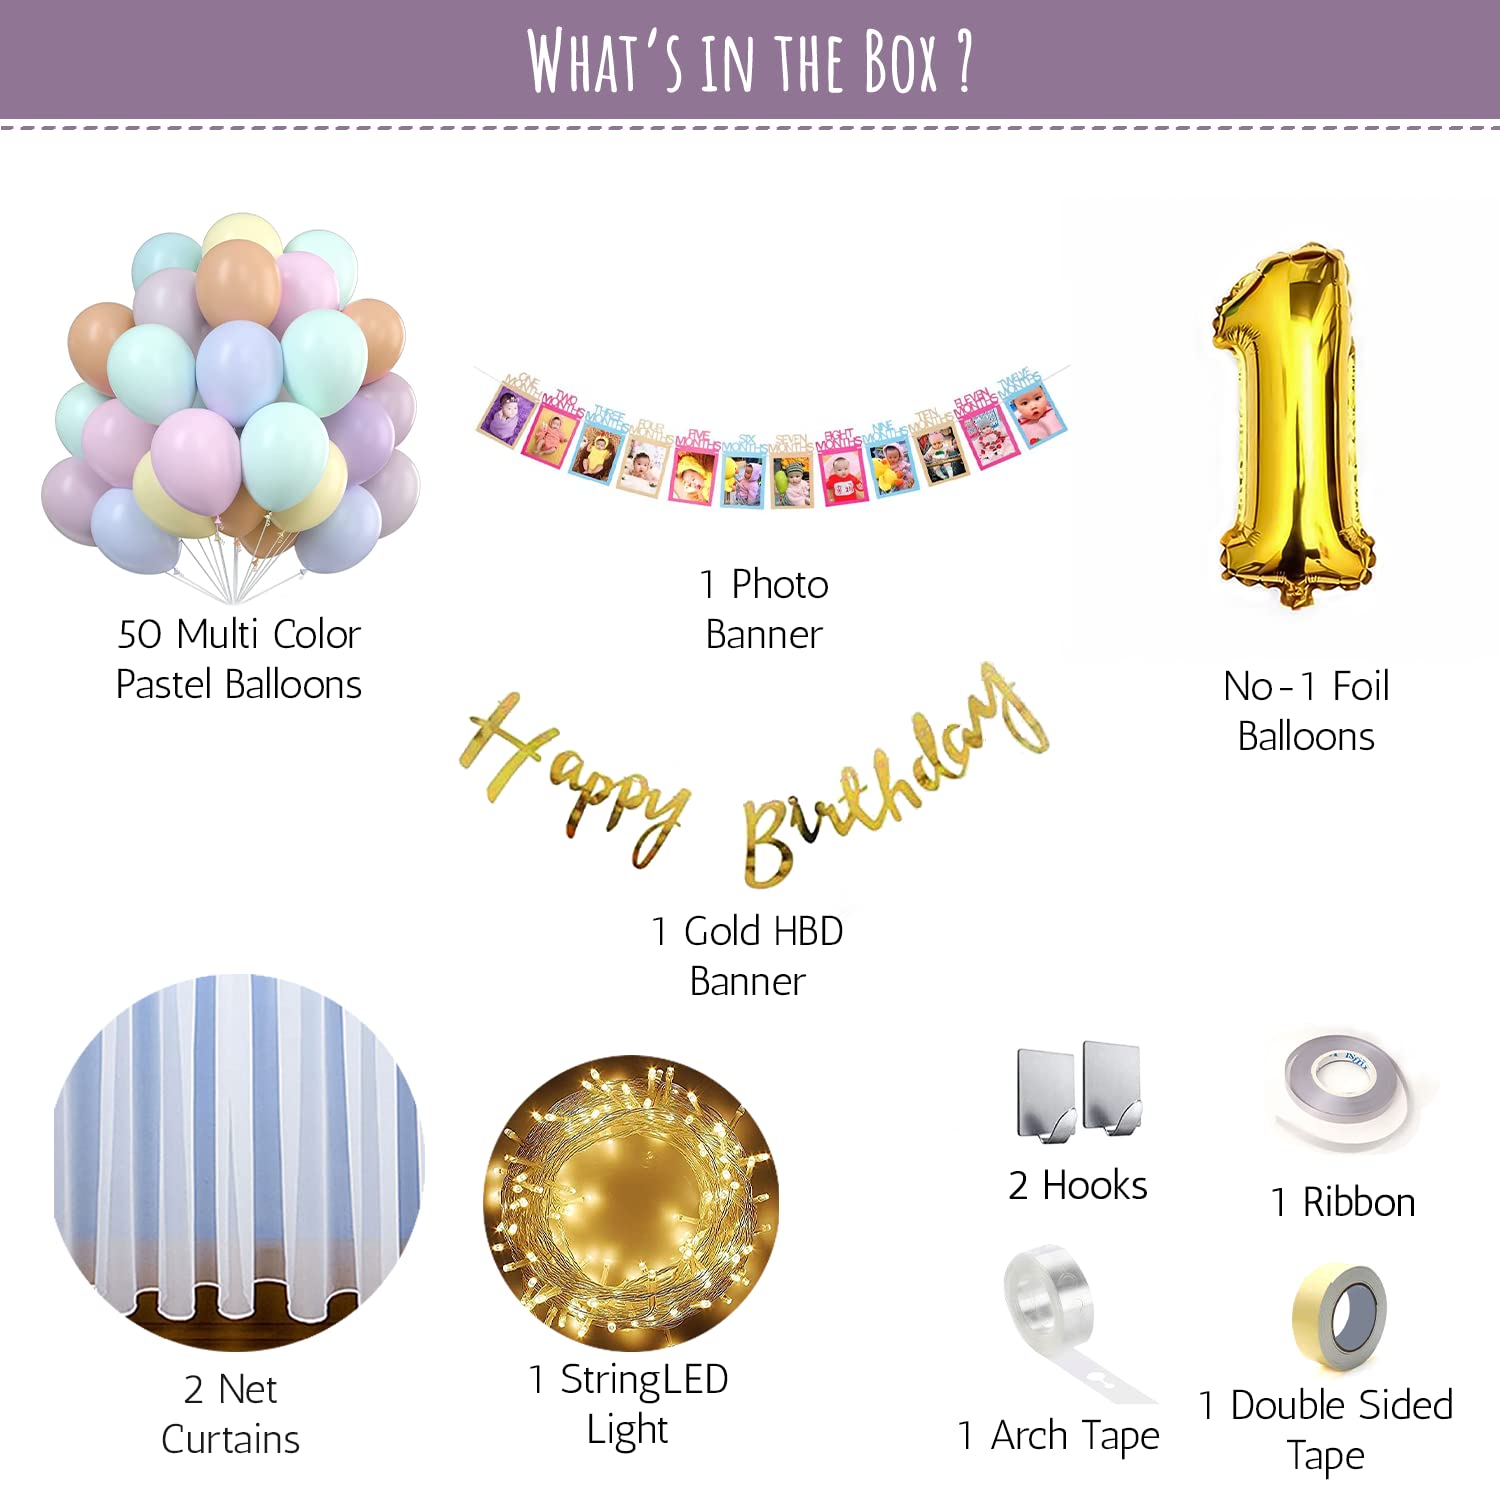 WHAT'S IN THE BOX ?
ONE MONTH
TWO MONTHS
THREE MONTHS
FOUR MONTHS
FIVE MONTHS
SIX MONTHS
SEVEN MONTHS
EIGHT MONTHS
NINE MONTHS
TEN MONTHS
ELEVEN MONTHS
TWELVE MONTHS
50 Multi Color
Pastel Balloons
1 Photo
Banner
No-1 Foil
Balloons
1
Happy Birthday
1 Gold HBD
Banner
2 Net
Curtains
1 StringLED
Light
2 Hooks
1 Ribbon
1 Arch Tape
1 Double Sided
Tape